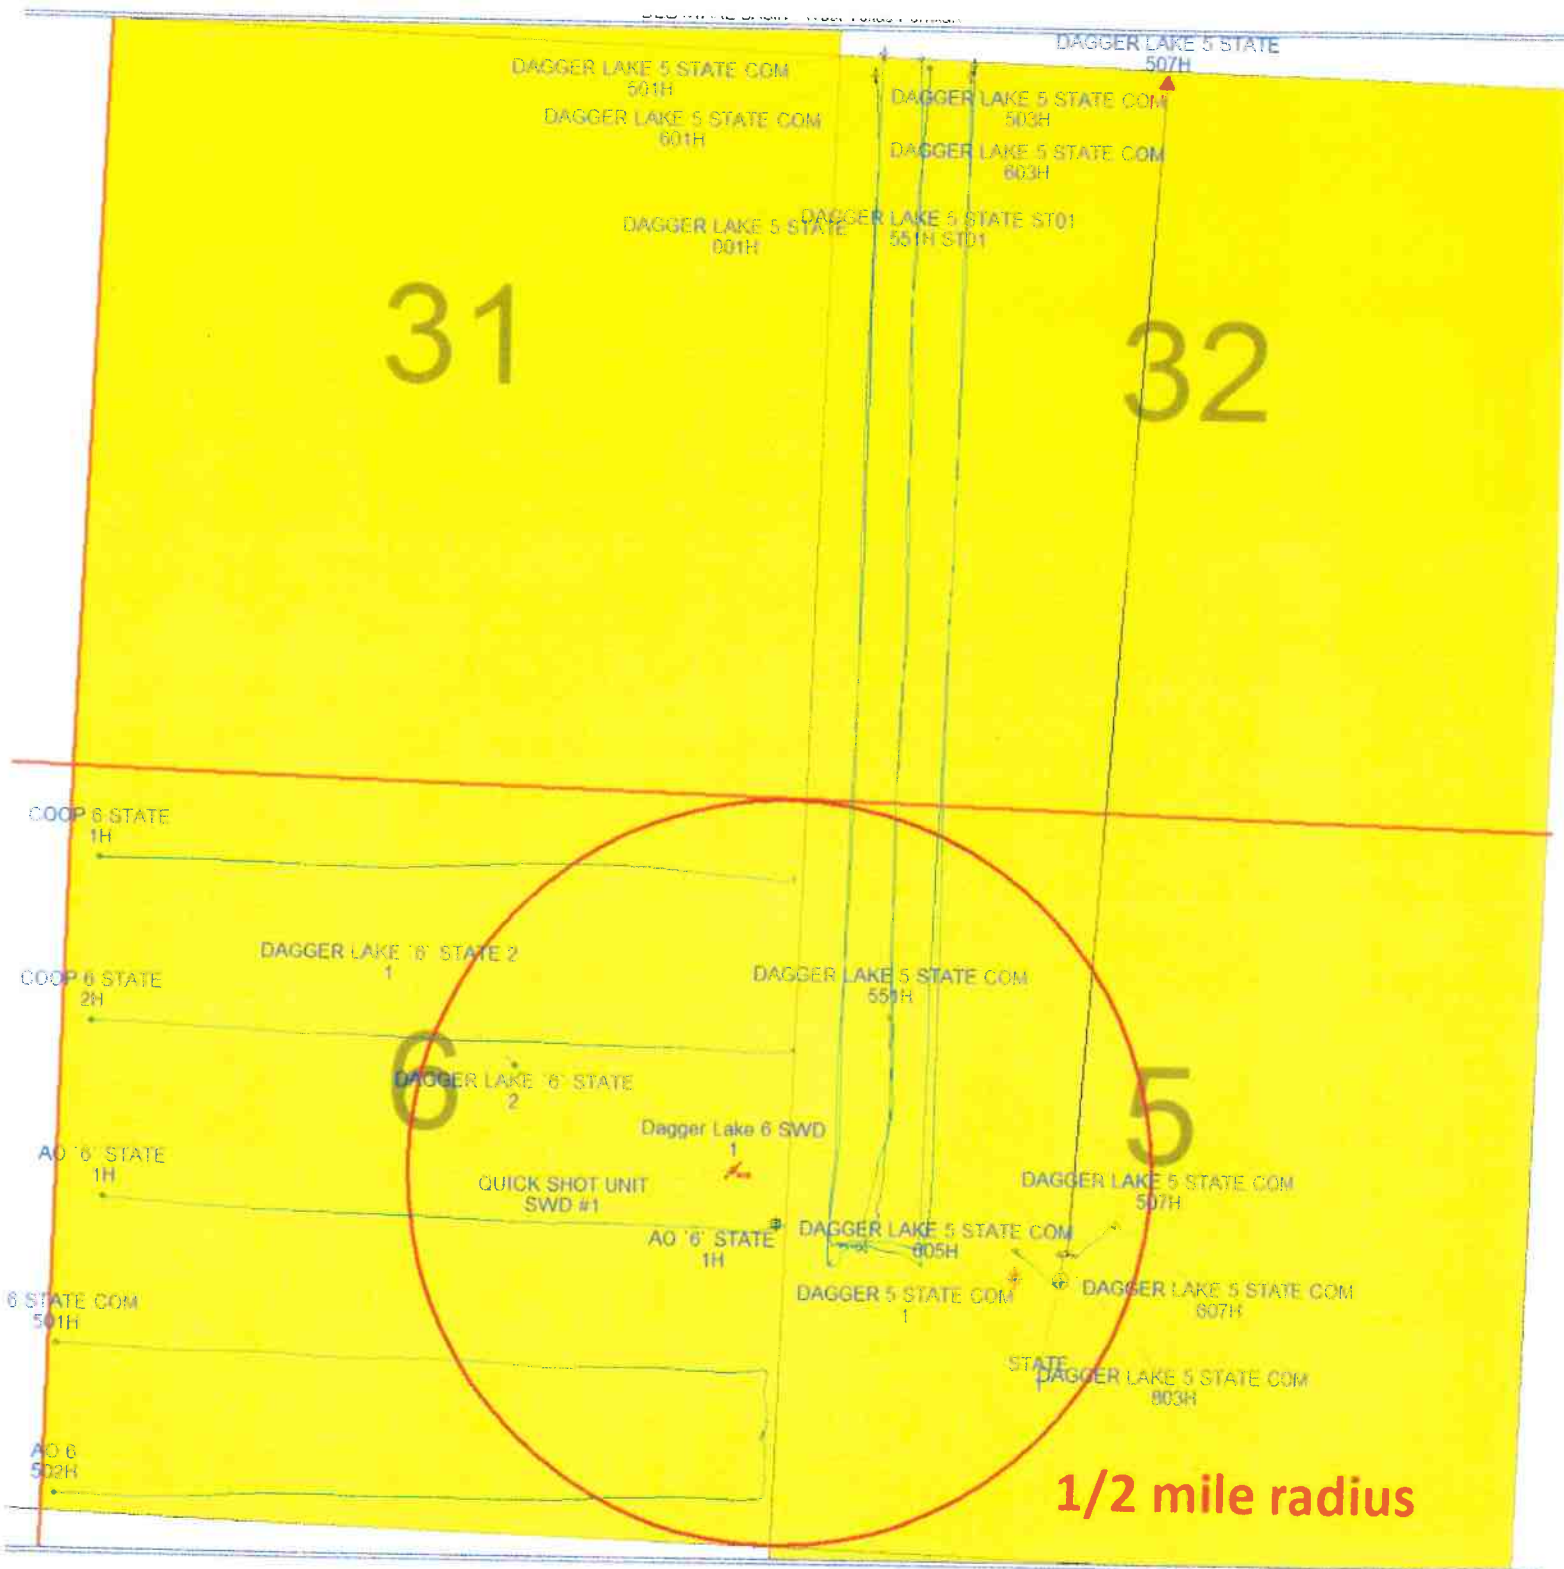 DAGGER LAKE 5 STATE
507H
DAGGER LAKE 5 STATE COM
501H
DAGGER LAKE 5 STATE COM
503H
DAGGER LAKE 5 STATE COM
601H
DAGGER LAKE 5 STATE COM
603H
DAGGER LAKE 5 STATE
001H
DAGGER LAKE 5 STATE ST01
551H ST01
31
32
COOP 6 STATE
1H
DAGGER LAKE `6` STATE 2
1
COOP 6 STATE
2H
DAGGER LAKE 5 STATE COM
551H
6
DAGGER LAKE `6` STATE
2
5
Dagger Lake 6 SWD
1
AO `6` STATE
1H
QUICK SHOT UNIT
SWD #1
DAGGER LAKE 5 STATE COM
507H
AO `6` STATE
1H
DAGGER LAKE 5 STATE COM
605H
DAGGER 5 STATE COM
1
DAGGER LAKE 5 STATE COM
607H
6 STATE COM
501H
STATE
DAGGER LAKE 5 STATE COM
803H
AO 6
502H
1/2 mile radius